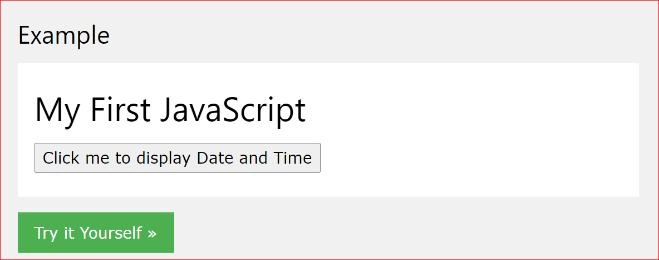 Example
My First JavaScript
Click me to display Date and Time
Try it Yourself »